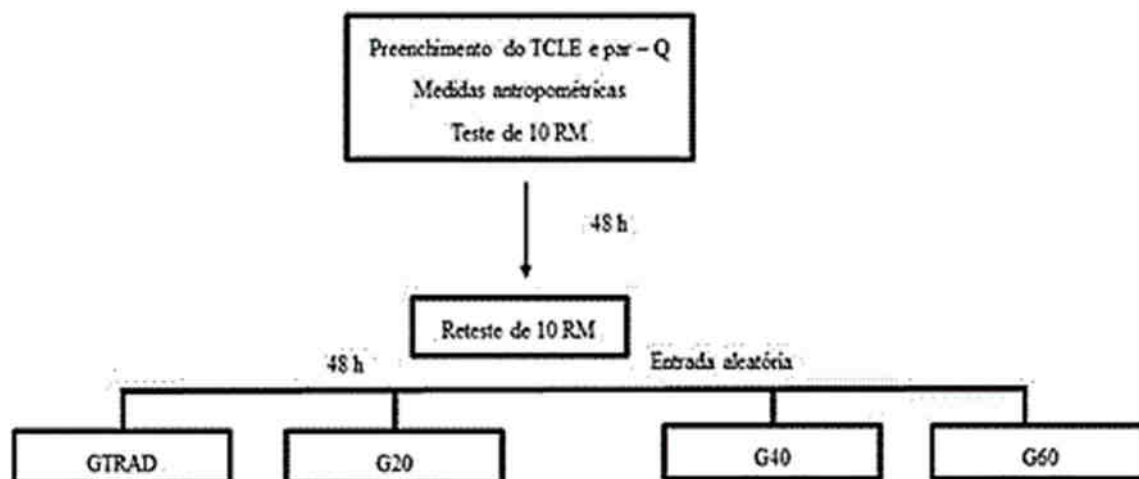 Preenchimento do TCLE e par – Q
Medidas antropométricas
Teste de 10 RM
48 h
Reteste de 10 RM
48 h
Entrada aleatória
GTRAD
G20
G40
G60